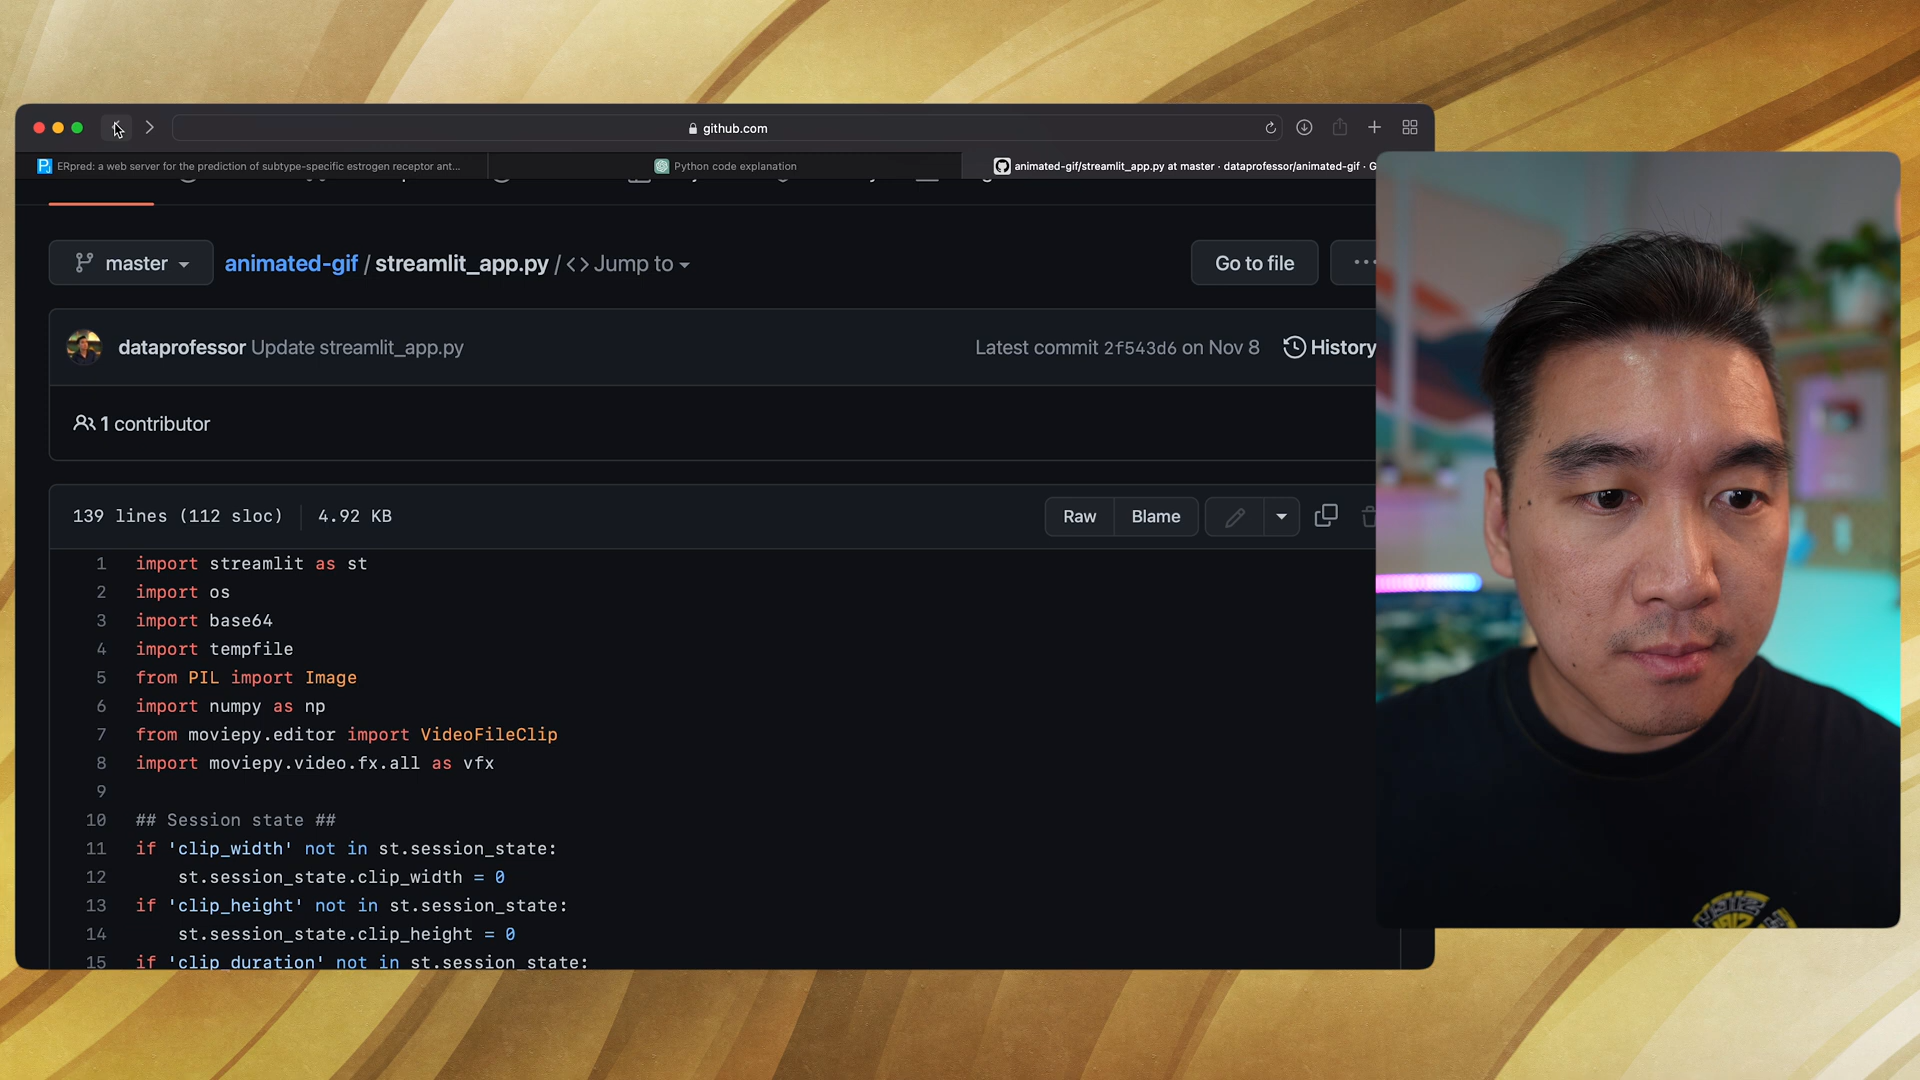 github.com
ERpred: a web server for the prediction of subtype-specific estrogen receptor ant...
Python code explanation
animated-gif/streamlit_app.py at master · dataprofessor/animated-gif · G
master
animated-gif / streamlit_app.py / <> Jump to
Go to file
...
dataprofessor Update streamlit_app.py
Latest commit 2f543d6 on Nov 8
History
1 contributor
139 lines (112 sloc) 4.92 KB
Raw
Blame
1 import streamlit as st
2 import os
3 import base64
4 import tempfile
5 from PIL import Image
6 import numpy as np
7 from moviepy.editor import VideoFileClip
8 import moviepy.video.fx.all as vfx
9
10 ## Session state ##
11 if 'clip_width' not in st.session_state:
12 st.session_state.clip_width = 0
13 if 'clip_height' not in st.session_state:
14 st.session_state.clip_height = 0
15 if 'clip_duration' not in st.session_state: